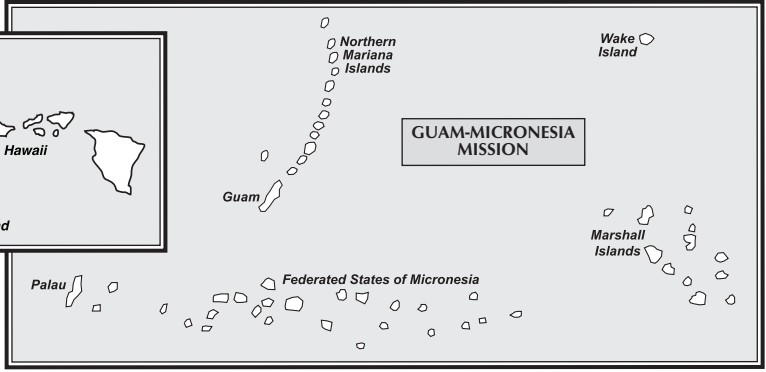 Northern
Mariana
Islands
Wake
Island
GUAM-MICRONESIA
MISSION
Hawaii
Guam
d
Marshall
Islands
Palau
Federated States of Micronesia